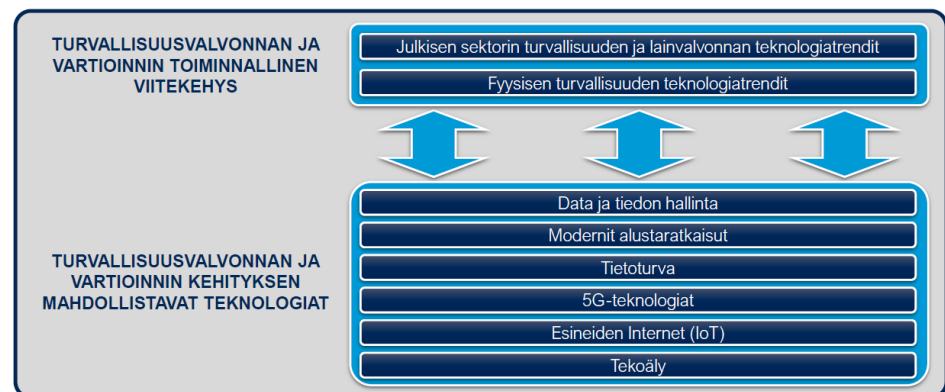 TURVALLISUUSVALVONNAN JA
VARTIOINNIN TOIMINNALLINEN
VIITEKEHYS
Julkisen sektorin turvallisuuden ja lainvalvonnan teknologiatrendit
Fyysisen turvallisuuden teknologiatrendit
TURVALLISUUSVALVONNAN JA
VARTIOINNIN KEHITYKSEN
MAHDOLLISTAVAT TEKNOLOGIAT
Data ja tiedon hallinta
Modernit alustaratkaisut
Tietoturva
5G-teknologiat
Esineiden Internet (IoT)
Tekoäly